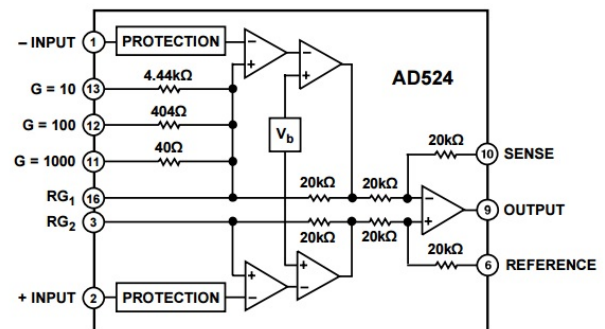 – INPUT 1 PROTECTION
AD524
4.44kΩ
G = 10 13
404Ω
G = 100 12
Vb
40Ω
G = 1000 11
20kΩ
10 SENSE
RG1 16
20kΩ 20kΩ
9 OUTPUT
RG2 3
20kΩ 20kΩ
20kΩ
6 REFERENCE
+ INPUT 2 PROTECTION
– + – + – + + – + –